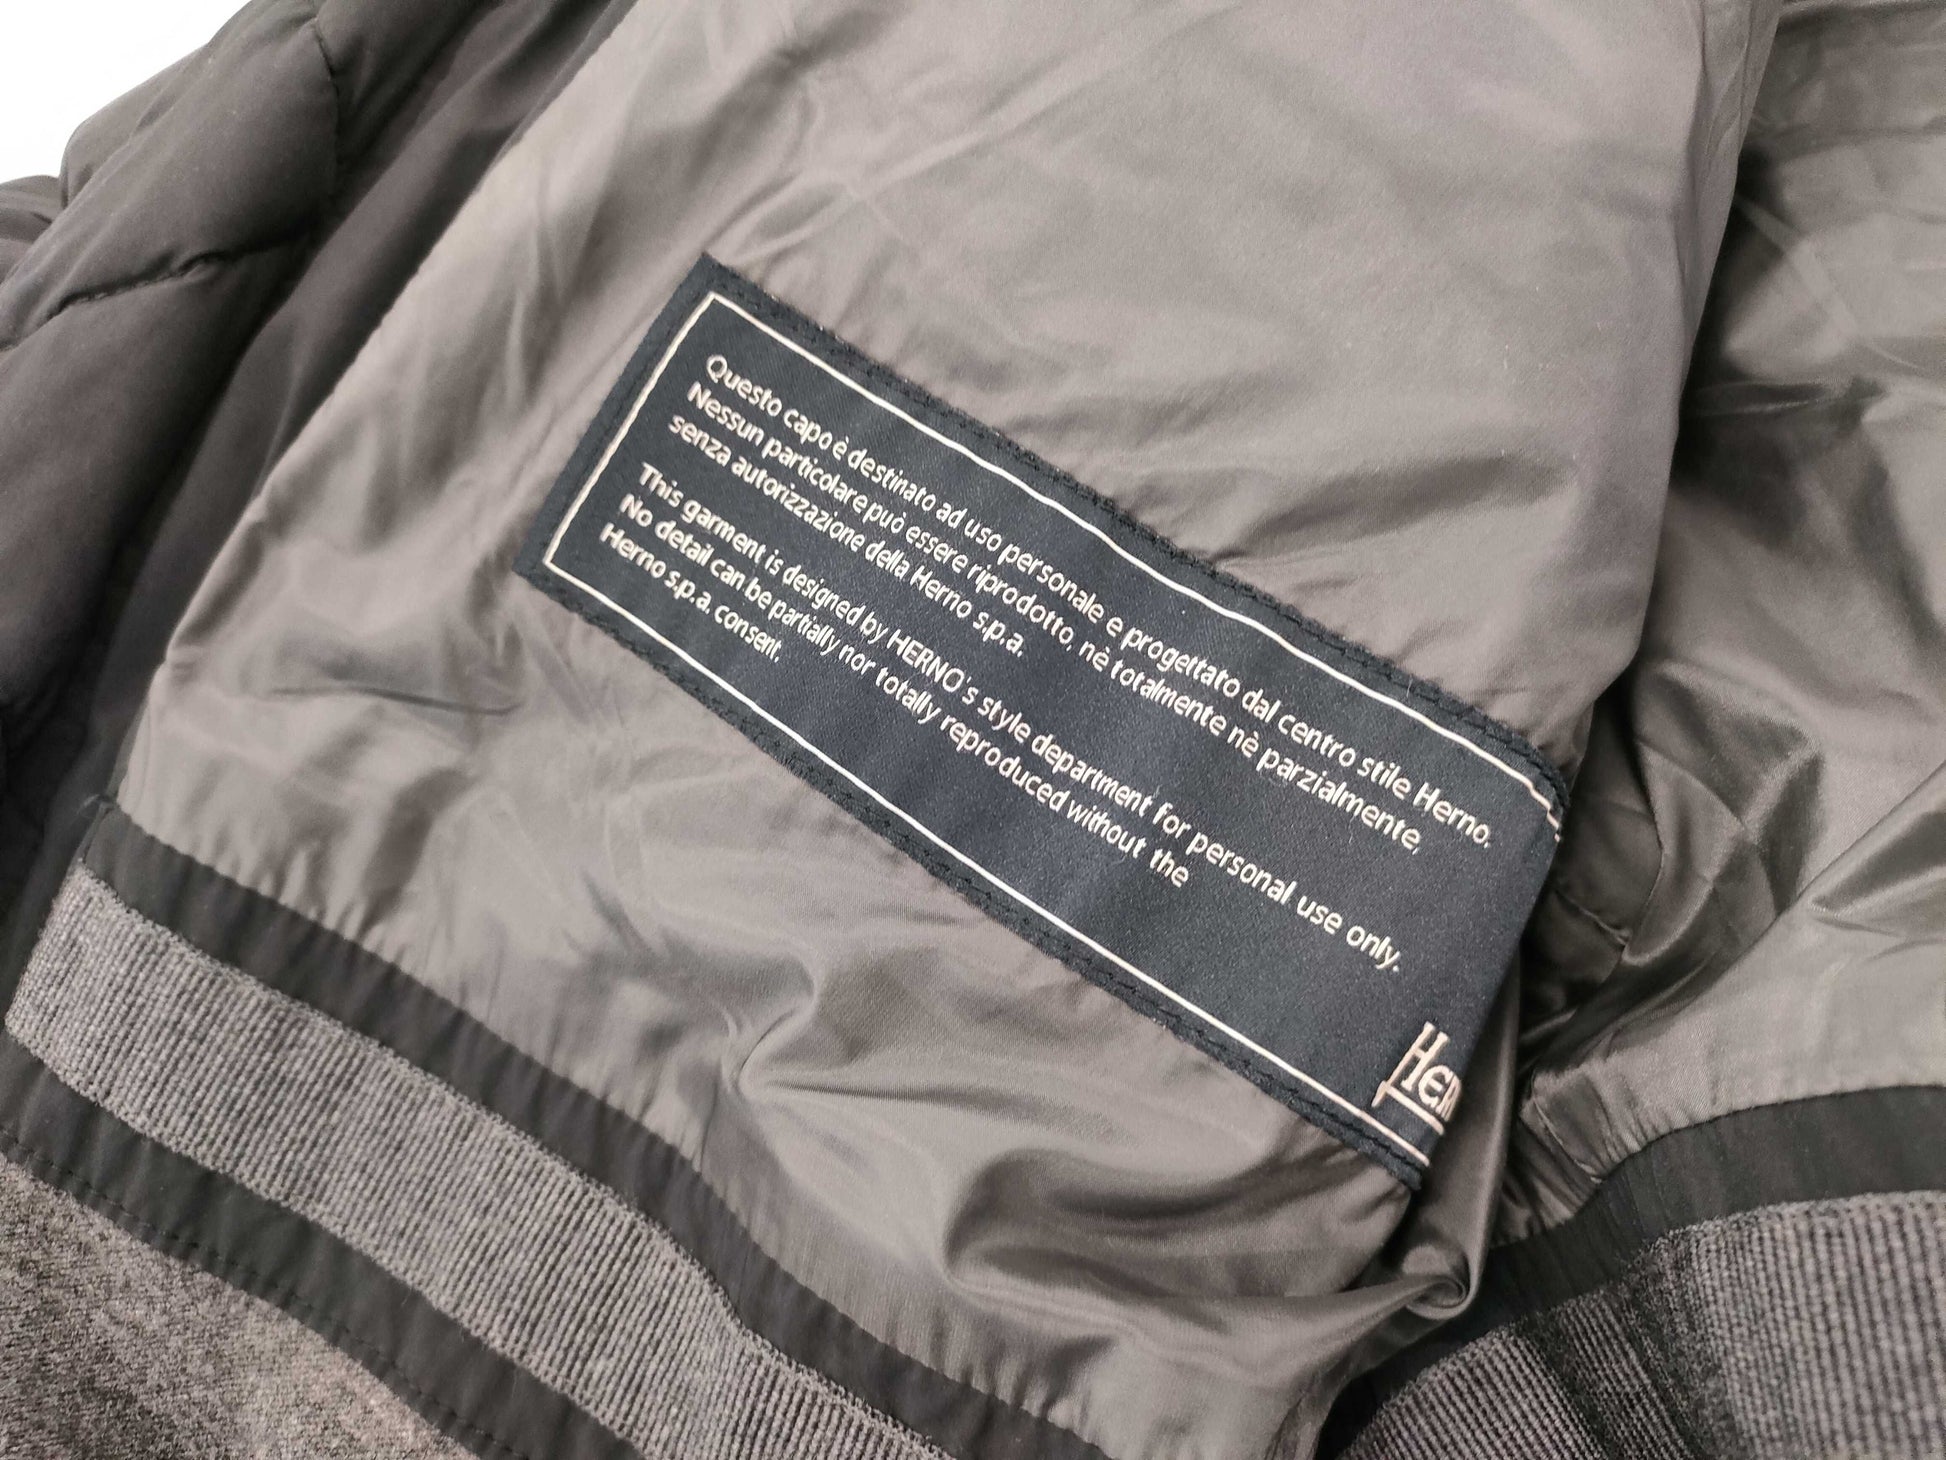 Questo capo è destinato ad uso personale e progettato dal centro stile Herno.
Nessun particolare può essere riprodotto, nè totalmente nè parzialmente,
senza autorizzazione della Herno s.p.a.
This garment is designed by HERNO's style department for personal use only.
No detail can be partially nor totally reproduced without the
Herno s.p.a. consent.